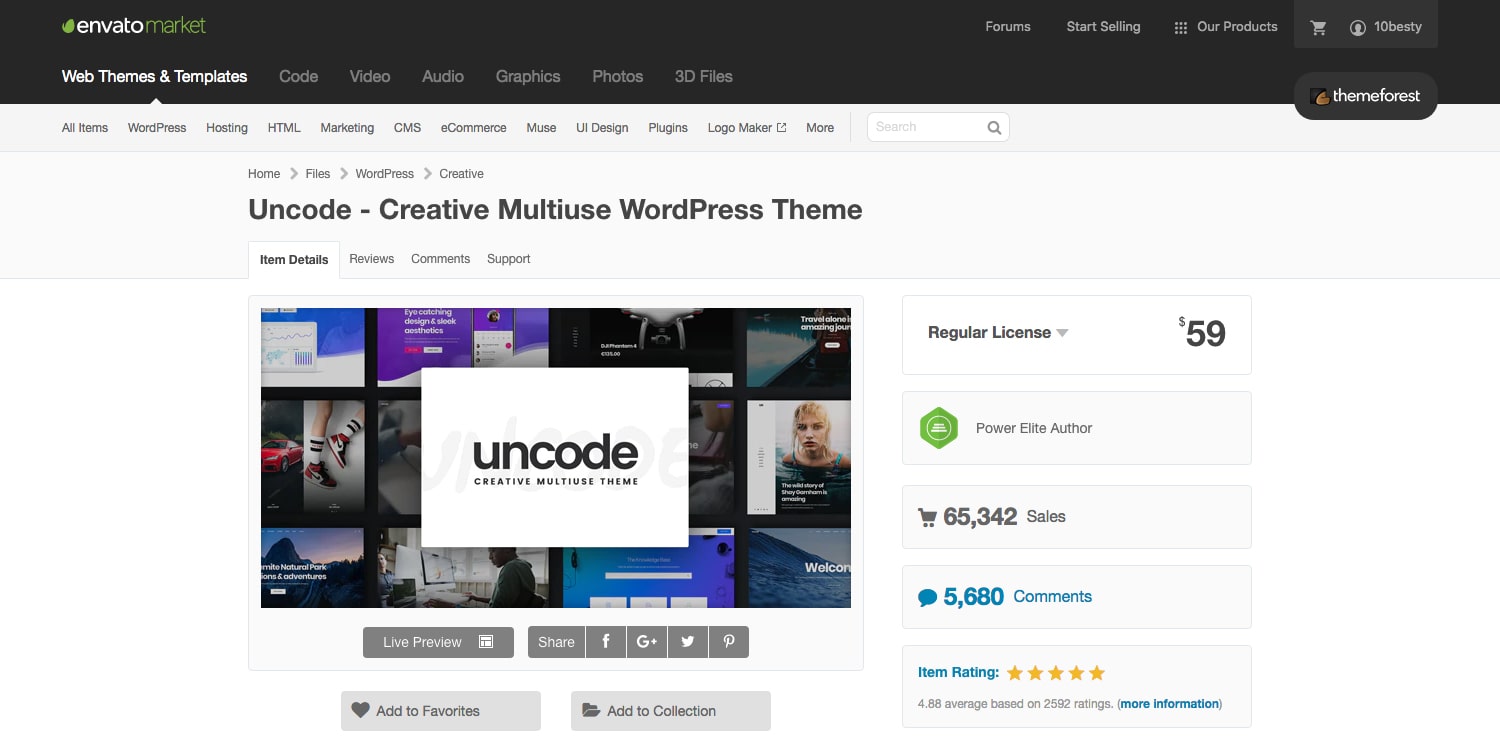 envato market
Forums
Start Selling
Our Products
10besty
Web Themes & Templates
Code
Video
Audio
Graphics
Photos
3D Files
themeforest
All Items
WordPress
Hosting
HTML
Marketing
CMS
eCommerce
Muse
UI Design
Plugins
Logo Maker
More
Search
Home
Files
WordPress
Creative
Uncode - Creative Multiuse WordPress Theme
Item Details
Reviews
Comments
Support
Eye catching
design & sleek
aesthetics
DJI Phantom 4
€135.00
Travel alone
amazing jour
UNCODE
uncode
CREATIVE MULTIUSE THEME
The wild story of
Shay Garnham is
amazing
mite Natural Park
ions & adventures
The Knowledge Base
Welcon
Live Preview
Share
f
G+
Add to Favorites
Add to Collection
Regular License
$59
Power Elite Author
65,342 Sales
5,680 Comments
Item Rating:
4.88 average based on 2592 ratings. (more information)